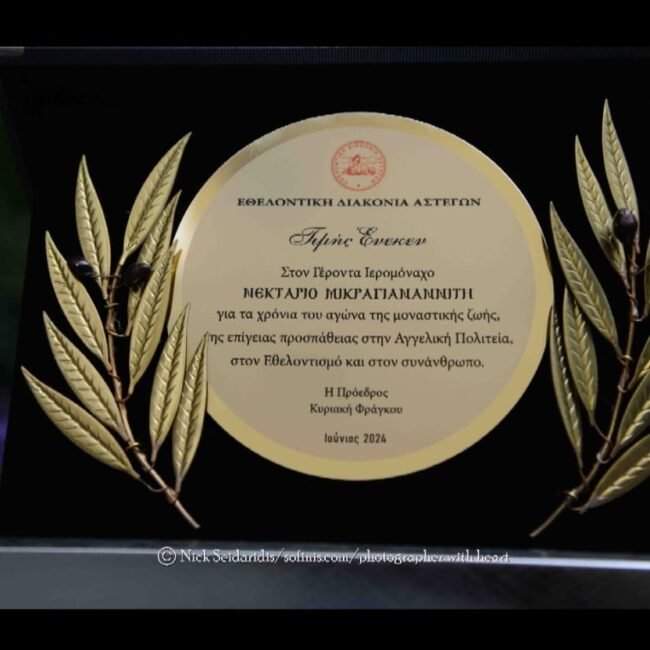 ΕΘΕΛΟΝΤΙΚΗ ΔΙΑΚΟΝΙΑ ΑΣΤΕΓΩΝ
Τιμής Ένεκεν
Στον Γέροντα Ιερομόναχο
ΝΕΚΤΑΡΙΟ ΜΙΚΡΑΓΙΑΝΑΝΝΙΤΗ
για τα χρόνια του αγώνα της μοναστικής ζωής,
της επίγειας προσπάθειας στην Αγγελική Πολιτεία,
στον Εθελοντισμό και στον συνάνθρωπο.
Η Πρόεδρος
Κυριακή Φράγκου
Ιούνιος 2024
© Nick Seidaridis/solinis.com/photographer with heart